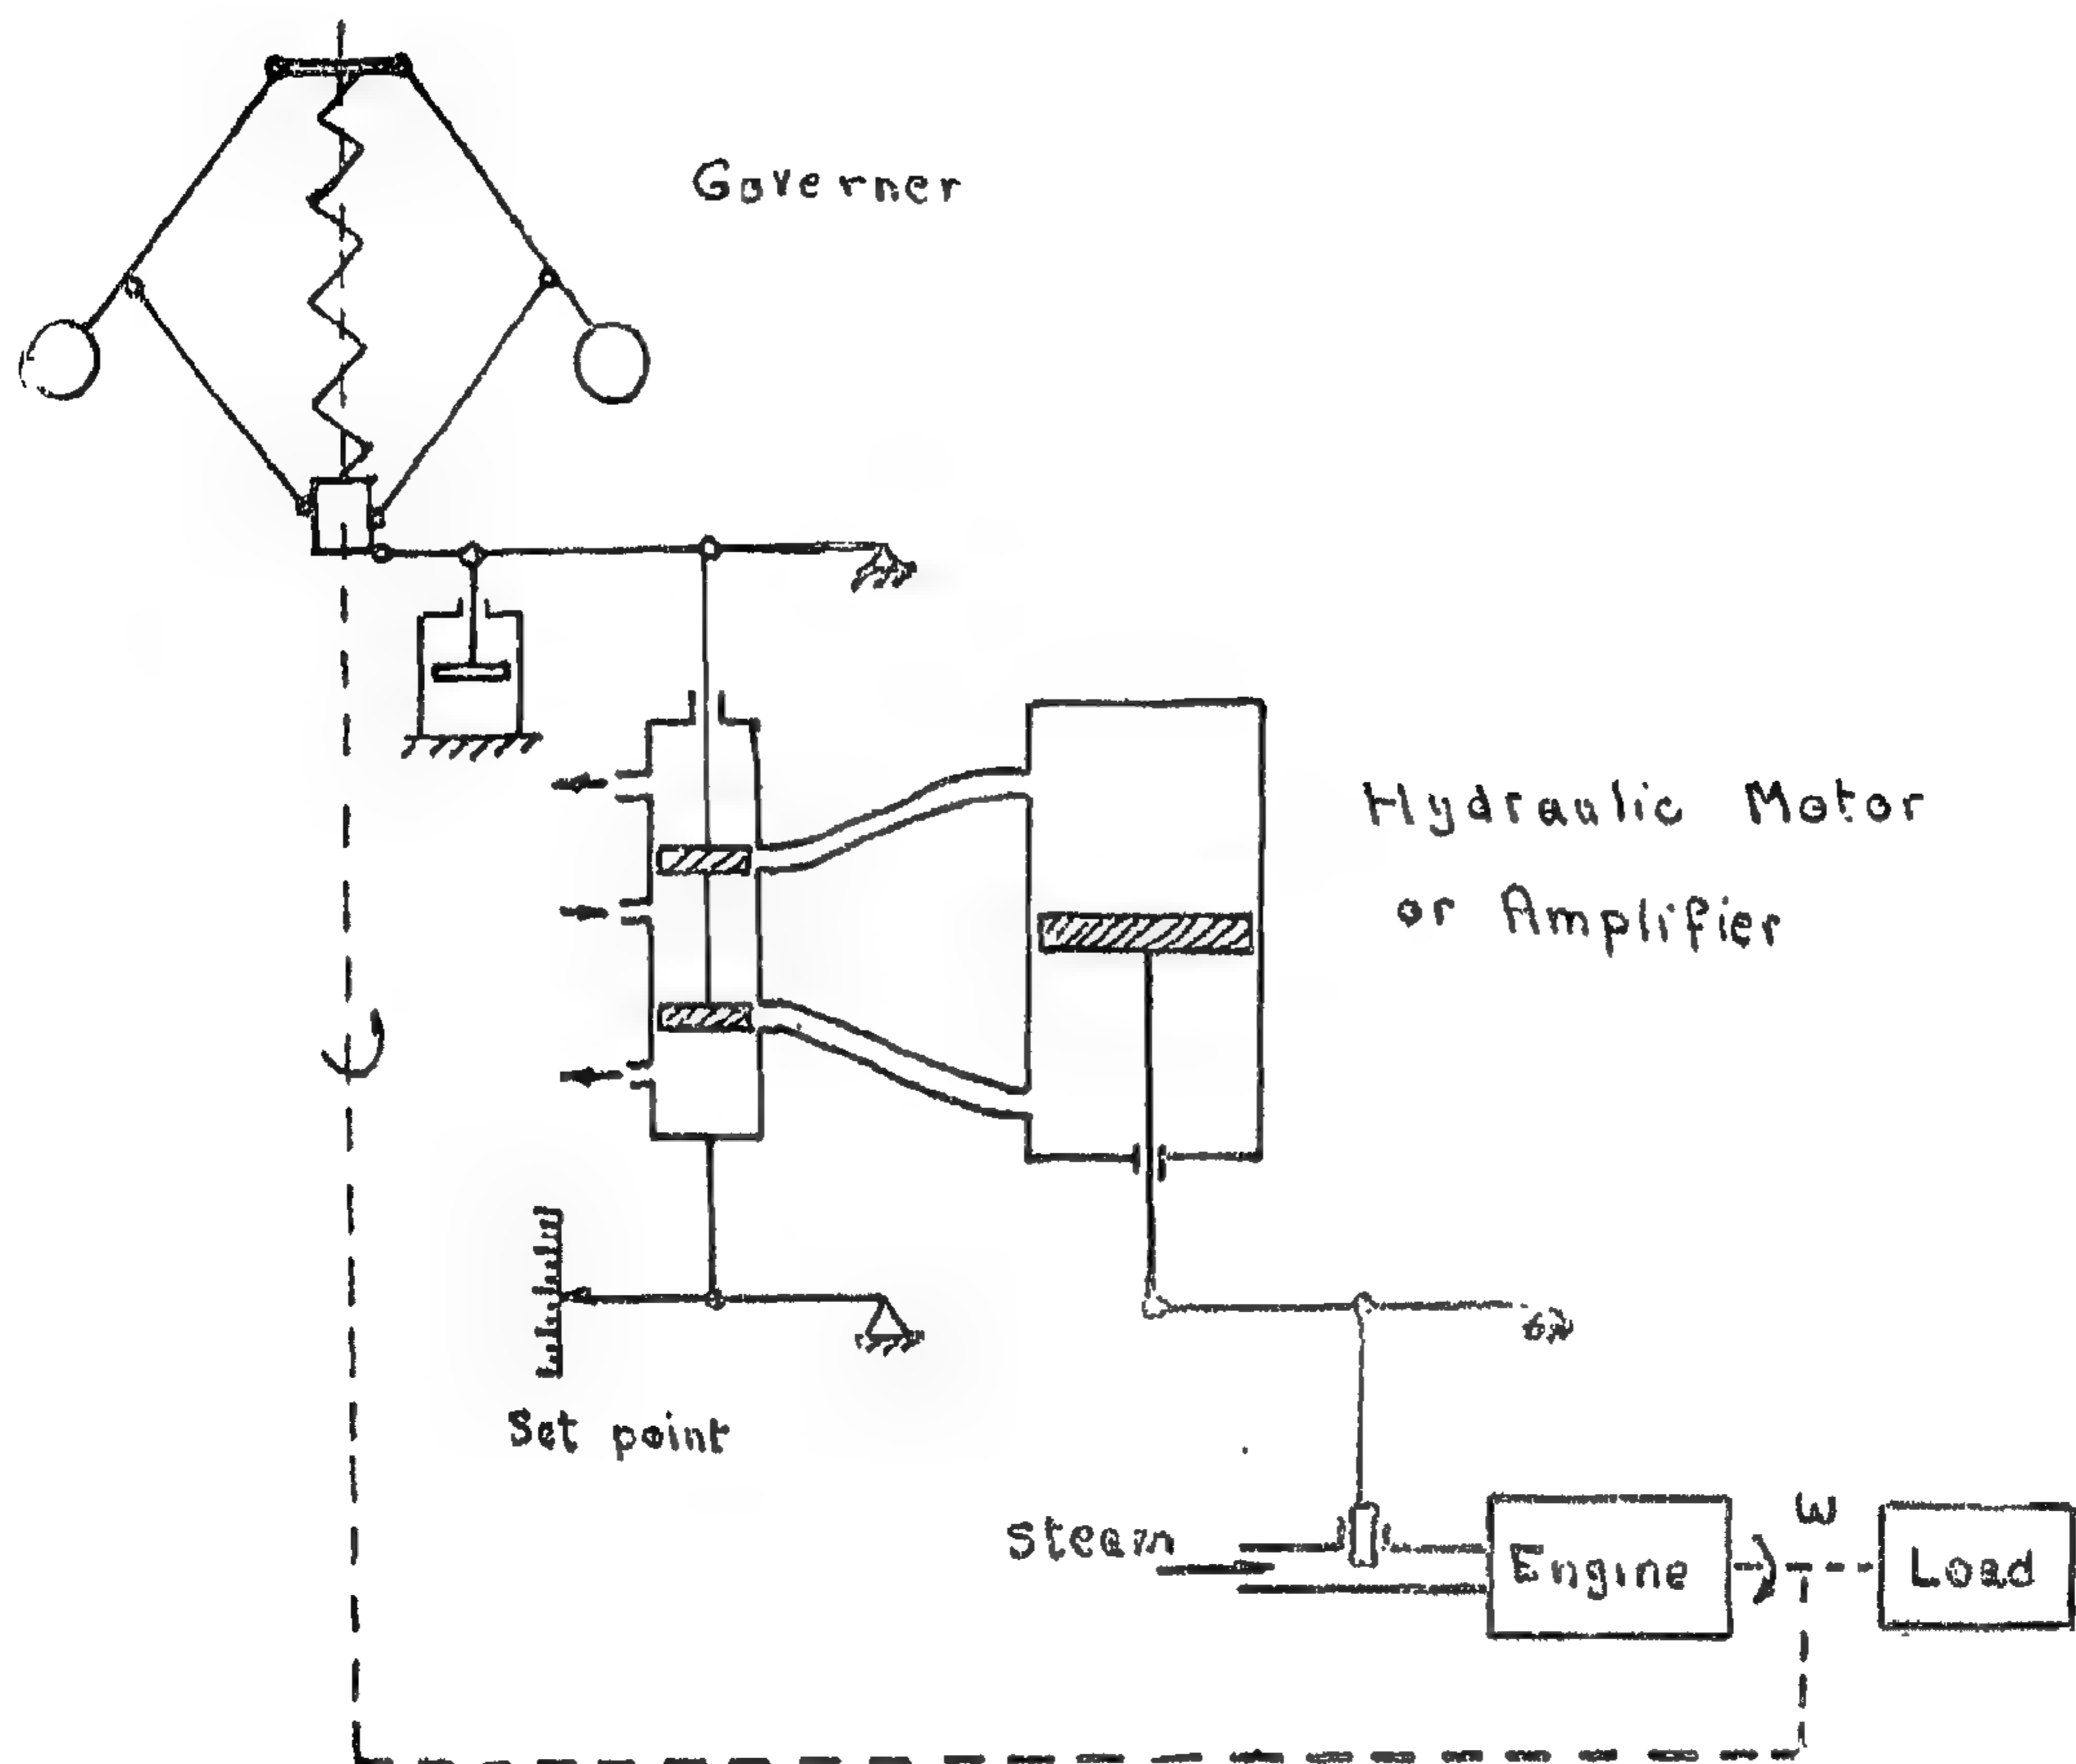 Governer
Hydraulic Motor
or Amplifier
Set point
steam
Engine
ω
Load